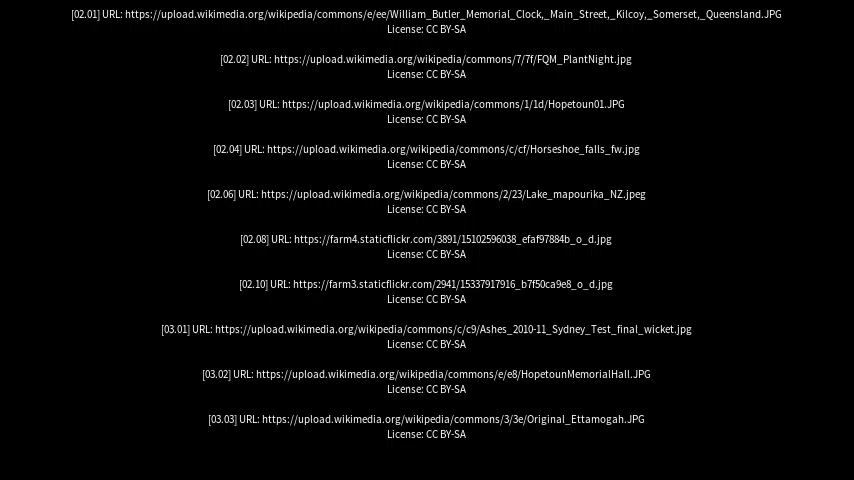 [02.01] URL: https://upload.wikimedia.org/wikipedia/commons/e/ee/William_Butler_Memorial_Clock,_Main_Street,_Kilcoy,_Somerset,_Queensland.JPG
License: CC BY-SA
[02.02] URL: https://upload.wikimedia.org/wikipedia/commons/7/7f/FQM_PlantNight.jpg
License: CC BY-SA
[02.03] URL: https://upload.wikimedia.org/wikipedia/commons/1/1d/Hopetoun01.JPG
License: CC BY-SA
[02.04] URL: https://upload.wikimedia.org/wikipedia/commons/c/cf/Horseshoe_falls_fw.jpg
License: CC BY-SA
[02.06] URL: https://upload.wikimedia.org/wikipedia/commons/2/23/Lake_mapourika_NZ.jpeg
License: CC BY-SA
[02.08] URL: https://farm4.staticflickr.com/3891/15102596038_efaf97884b_o_d.jpg
License: CC BY-SA
[02.10] URL: https://farm3.staticflickr.com/2941/15337917916_b7f50ca9e8_o_d.jpg
License: CC BY-SA
[03.01] URL: https://upload.wikimedia.org/wikipedia/commons/c/c9/Ashes_2010-11_Sydney_Test_final_wicket.jpg
License: CC BY-SA
[03.02] URL: https://upload.wikimedia.org/wikipedia/commons/e/e8/HopetounMemorialHall.JPG
License: CC BY-SA
[03.03] URL: https://upload.wikimedia.org/wikipedia/commons/3/3e/Original_Ettamogah.JPG
License: CC BY-SA